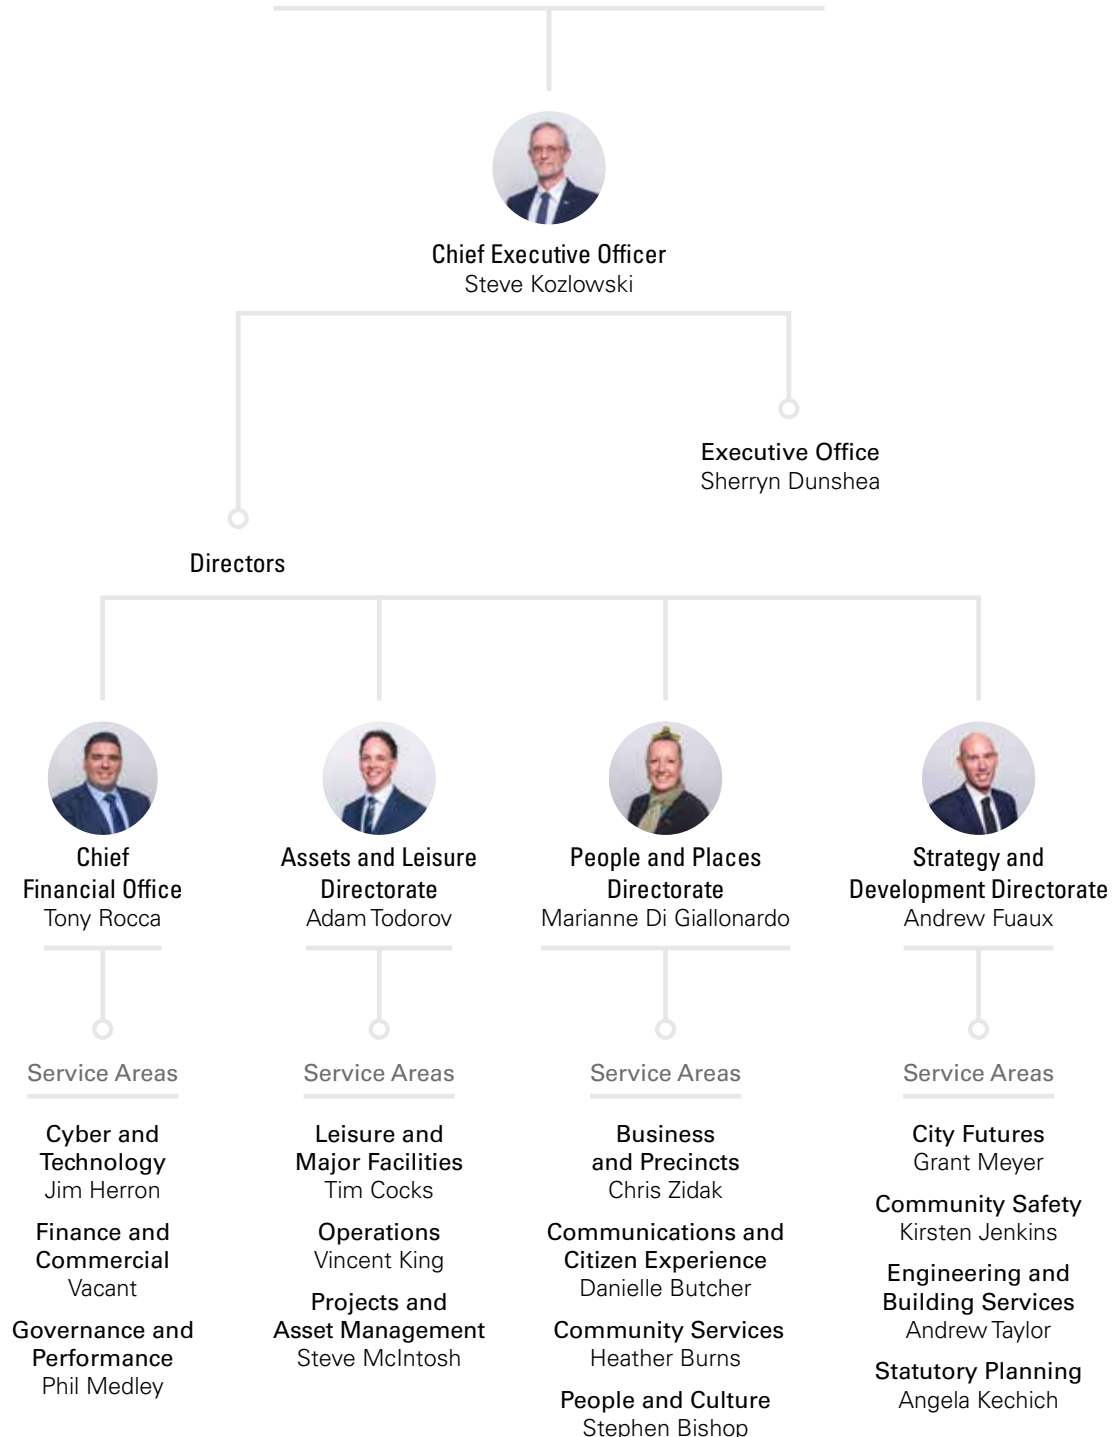 Chief Executive Officer
Steve Kozlowski
Executive Office
Sherryn Dunshea
Directors
Chief
Financial Office
Tony Rocca
Assets and Leisure
Directorate
Adam Todorov
People and Places
Directorate
Marianne Di Giallonardo
Strategy and
Development Directorate
Andrew Fuaux
Service Areas
Cyber and
Technology
Jim Herron
Finance and
Commercial
Vacant
Governance and
Performance
Phil Medley
Service Areas
Leisure and
Major Facilities
Tim Cocks
Operations
Vincent King
Projects and
Asset Management
Steve McIntosh
Service Areas
Business
and Precincts
Chris Zidak
Communications and
Citizen Experience
Danielle Butcher
Community Services
Heather Burns
People and Culture
Stephen Bishop
Service Areas
City Futures
Grant Meyer
Community Safety
Kirsten Jenkins
Engineering and
Building Services
Andrew Taylor
Statutory Planning
Angela Kechich